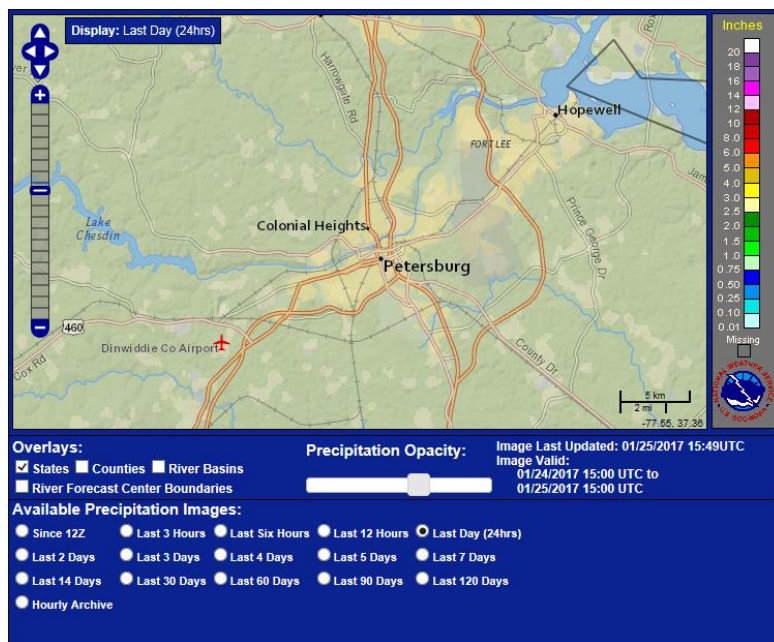 Display: Last Day (24hrs)
Harrowgate Rd
Hopewell
FORT LEE
Lake
Chesdin
Colonial Heights
Prince George Dr
Petersburg
460
Dinwiddie Co Airport
Cox Rd
County Dr
5 km
2 mi
-77.55, 37.36
Inches
20
18
16
14
12
10
8.0
6.0
5.0
4.0
3.0
2.5
2.0
1.5
1.0
0.75
0.50
0.25
0.10
0.01
Missing
NATIONAL WEATHER SERVICE
Overlays:
States Counties River Basins
River Forecast Center Boundaries
Precipitation Opacity:
Image Last Updated: 01/25/2017 15:49UTC
Image Valid:
01/24/2017 15:00 UTC to
01/25/2017 15:00 UTC
Available Precipitation Images:
Since 12Z Last 3 Hours Last Six Hours Last 12 Hours Last Day (24hrs)
Last 2 Days Last 3 Days Last 4 Days Last 5 Days Last 7 Days
Last 14 Days Last 30 Days Last 60 Days Last 90 Days Last 120 Days
Hourly Archive